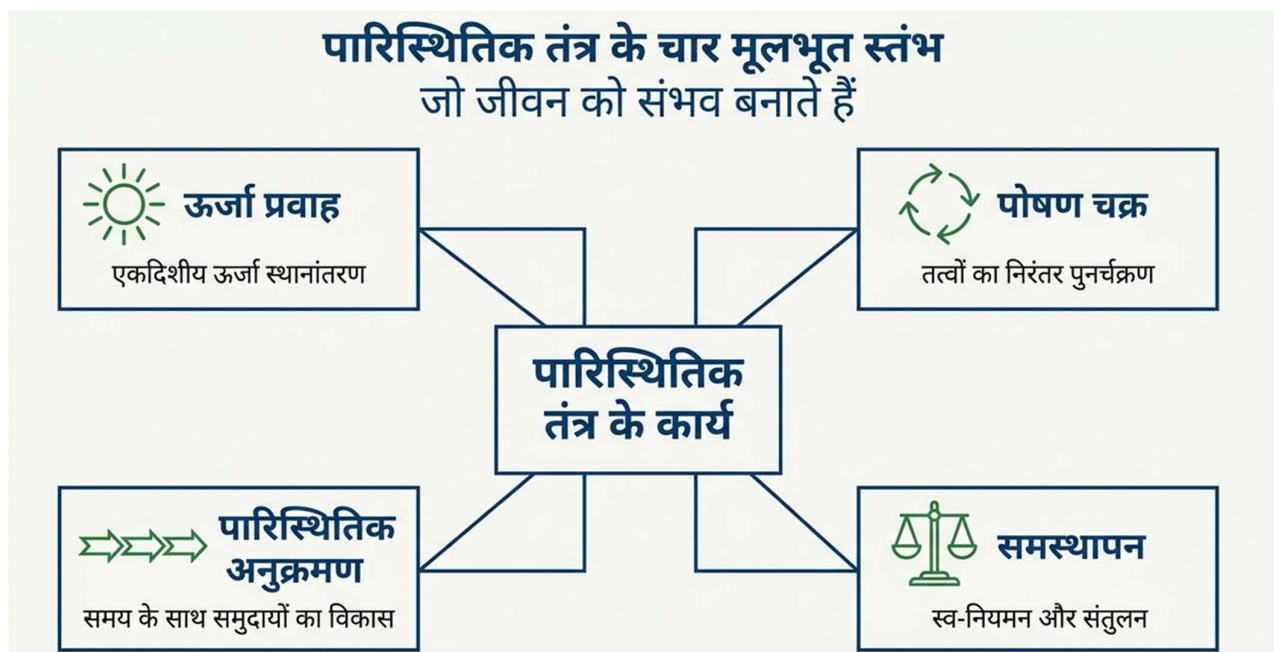 पारिस्थितिक तंत्र के चार मूलभूत स्तंभ
जो जीवन को संभव बनाते हैं
ऊर्जा प्रवाह
एकदिशीय ऊर्जा स्थानांतरण
पोषण चक्र
तत्वों का निरंतर पुनर्चक्रण
पारिस्थितिक
तंत्र के कार्य
पारिस्थितिक
अनुक्रमण
समय के साथ समुदायों का विकास
समस्थापन
स्व-नियमन और संतुलन